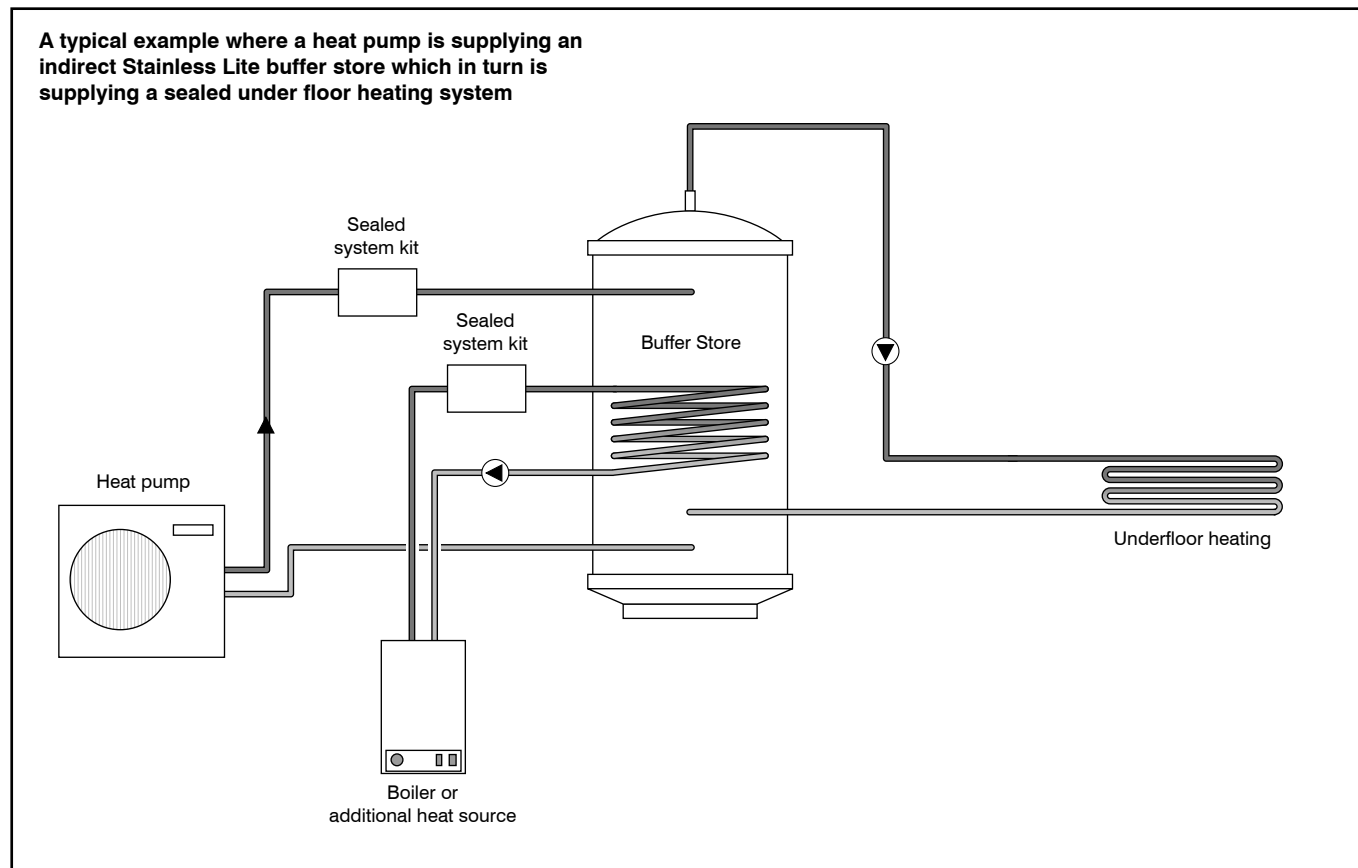 A typical example where a heat pump is supplying an
indirect Stainless Lite buffer store which in turn is
supplying a sealed under floor heating system
Sealed
system kit
Sealed
system kit
Buffer Store
Heat pump
Underfloor heating
Boiler or
additional heat source